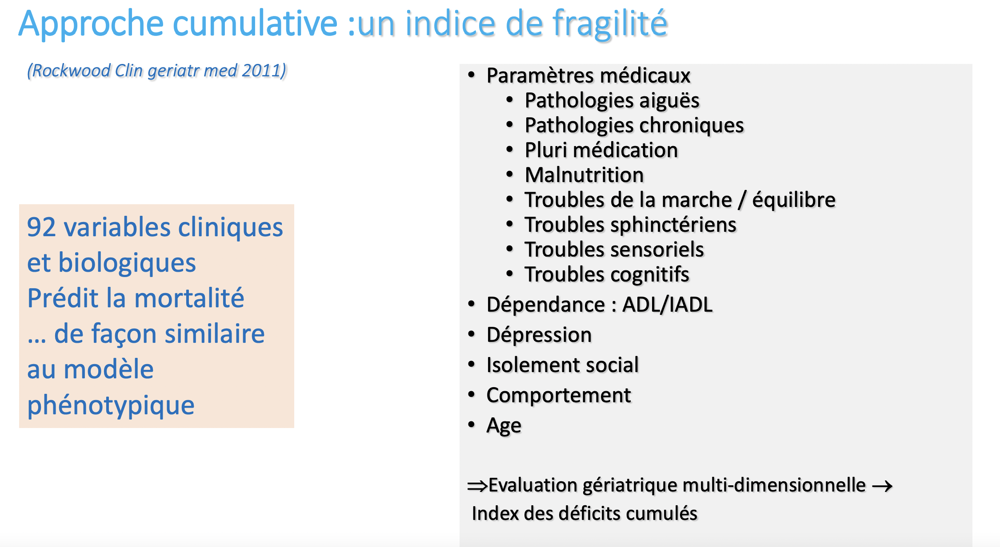 Approche cumulative :un indice de fragilité
(Rockwood Clin geriatr med 2011)
92 variables cliniques
et biologiques
Prédit la mortalité
... de façon similaire
au modèle
phénotypique
• Paramètres médicaux
• Pathologies aiguës
• Pathologies chroniques
• Pluri médication
• Malnutrition
• Troubles de la marche / équilibre
• Troubles sphinctériens
• Troubles sensoriels
• Troubles cognitifs
• Dépendance : ADL/IADL
• Dépression
• Isolement social
• Comportement
• Age
⇒Evaluation gériatrique multi-dimensionnelle →
Index des déficits cumulés